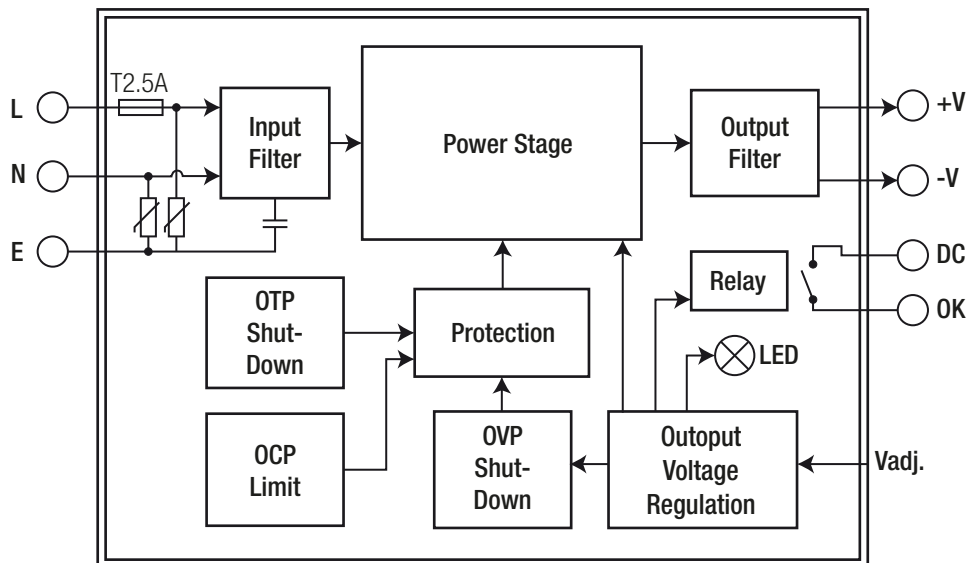 T2.5A
L
N
E
Input
Filter
Power Stage
Output
Filter
+V
-V
DC
OK
Relay
LED
OTP
Shut-
Down
Protection
OCP
Limit
OVP
Shut-
Down
Outoput
Voltage
Regulation
Vadj.